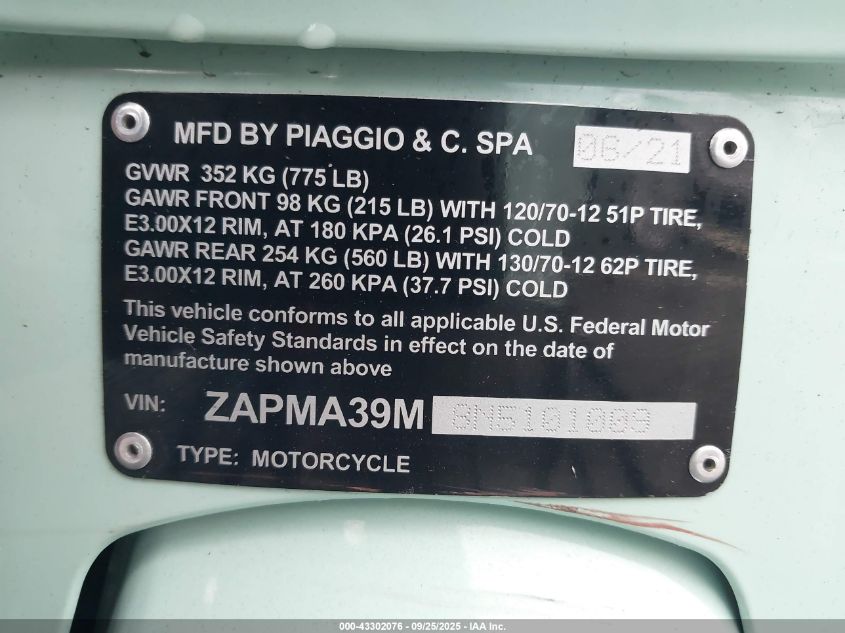 MFD BY PIAGGIO & C. SPA 06/21
GVWR 352 KG (775 LB)
GAWR FRONT 98 KG (215 LB) WITH 120/70-12 51P TIRE,
E3.00X12 RIM, AT 180 KPA (26.1 PSI) COLD
GAWR REAR 254 KG (560 LB) WITH 130/70-12 62P TIRE,
E3.00X12 RIM, AT 260 KPA (37.7 PSI) COLD
This vehicle conforms to all applicable U.S. Federal Motor
Vehicle Safety Standards in effect on the date of
manufacture shown above
VIN: ZAPMA39M 8N5101009
TYPE: MOTORCYCLE
000-43302076 - 09/25/2025 - IAA Inc.